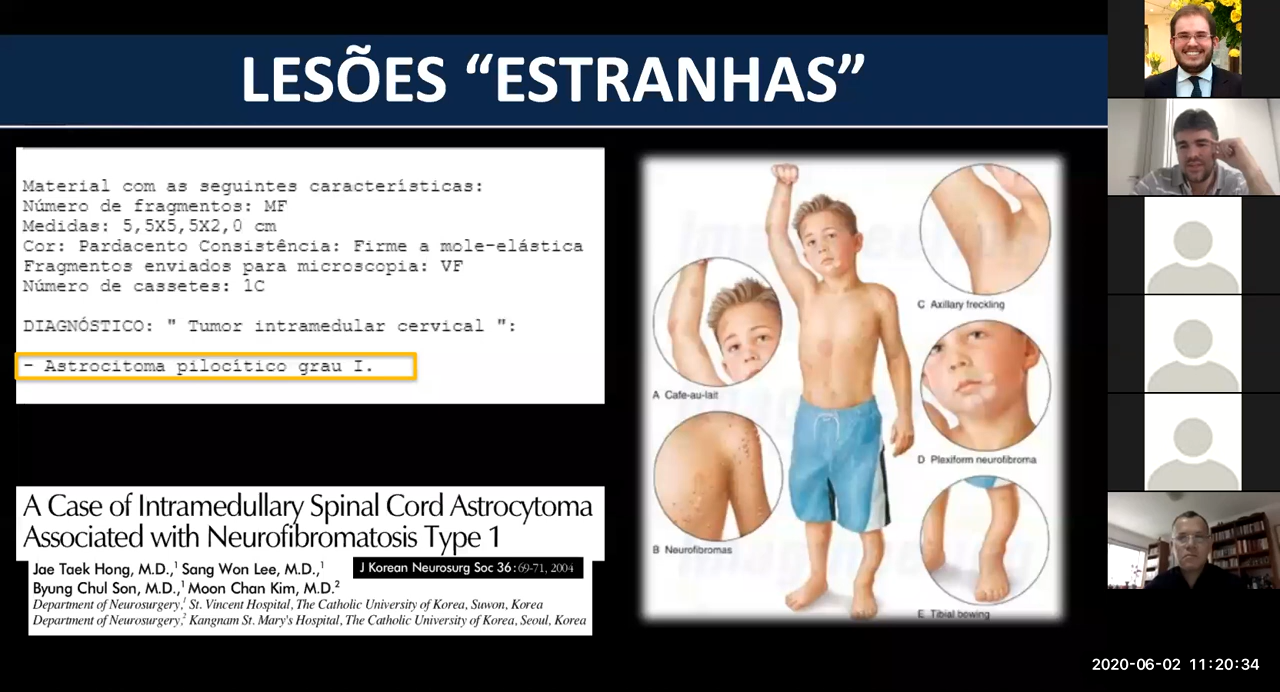 LESÕES “ESTRANHAS”
Material com as seguintes características:
Número de fragmentos: MF
Medidas: 5,5X5,5X2,0 cm
Cor: Pardacento Consistência: Firme a mole-elástica
Fragmentos enviados para microscopia: VF
Número de cassetes: 1C
DIAGNÓSTICO: " Tumor intramedular cervical ":
- Astrocitoma pilocítico grau I.
A Case of Intramedullary Spinal Cord Astrocytoma
Associated with Neurofibromatosis Type 1
Jae Taek Hong, M.D.,¹ Sang Won Lee, M.D.,¹
J Korean Neurosurg Soc 36:69-71, 2004
Byung Chul Son, M.D.,¹ Moon Chan Kim, M.D.²
Department of Neurosurgery,¹ St. Vincent Hospital, The Catholic University of Korea, Suwon, Korea
Department of Neurosurgery,² Kangnam St. Mary's Hospital, The Catholic University of Korea, Seoul, Korea
A Cafe-au-lait
B Neurofibromas
C Axillary freckling
D Plexiform neurofibroma
E Tibial bowing
2020-06-02 11:20:34